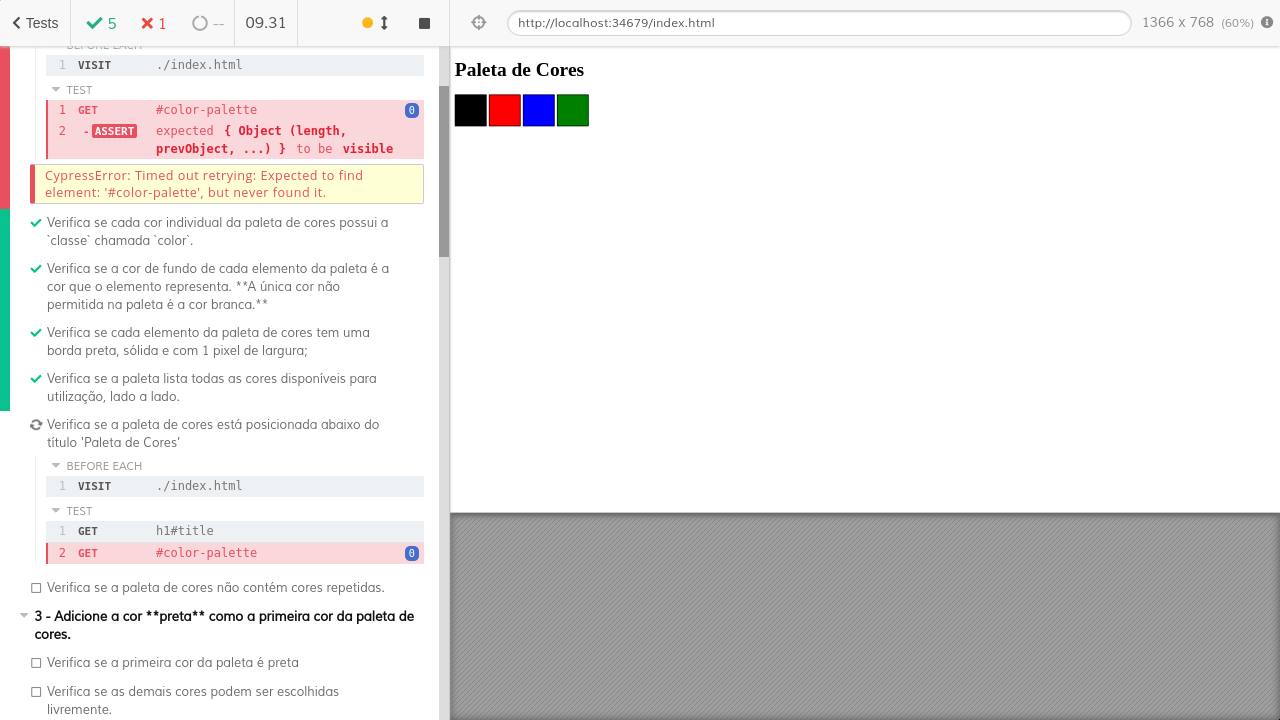 Tests 5 1 -- 09.31
http://localhost:34679/index.html 1366 x 768 (60%)
BEFORE EACH
1 VISIT ./index.html
TEST
1 GET #color-palette 0
2 -ASSERT expected { Object (length,
prevObject, ...) } to be visible
CypressError: Timed out retrying: Expected to find
element: '#color-palette', but never found it.
Verifica se cada cor individual da paleta de cores possui a
`classe` chamada `color`.
Verifica se a cor de fundo de cada elemento da paleta é a
cor que o elemento representa. **A única cor não
permitida na paleta é a cor branca.**
Verifica se cada elemento da paleta de cores tem uma
borda preta, sólida e com 1 pixel de largura;
Verifica se a paleta lista todas as cores disponíveis para
utilização, lado a lado.
Verifica se a paleta de cores está posicionada abaixo do
título 'Paleta de Cores'
BEFORE EACH
1 VISIT ./index.html
TEST
1 GET h1#title
2 GET #color-palette 0
Verifica se a paleta de cores não contém cores repetidas.
3 - Adicione a cor **preta** como a primeira cor da paleta de
cores.
Verifica se a primeira cor da paleta é preta
Verifica se as demais cores podem ser escolhidas
livremente.
Paleta de Cores